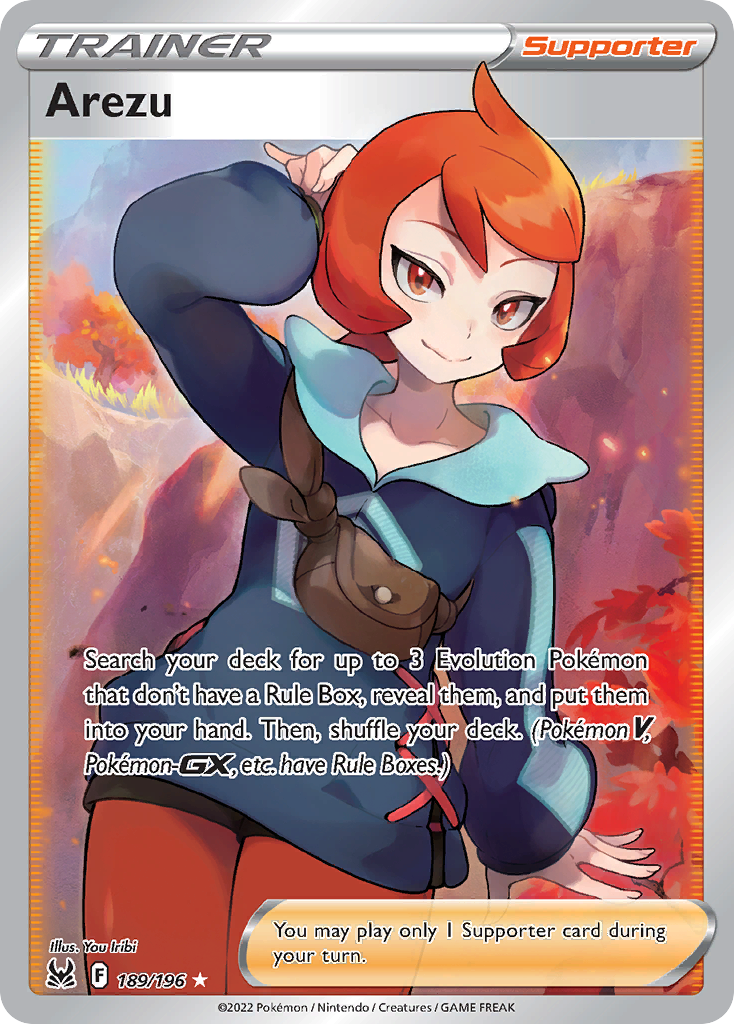 TRAINER Supporter
Arezu
Search your deck for up to 3 Evolution Pokémon
that don't have a Rule Box, reveal them, and put them
into your hand. Then, shuffle your deck. (Pokémon V,
Pokémon-GX, etc. have Rule Boxes.)
You may play only 1 Supporter card during
your turn.
Illus. You Iribi
F 189/196 ★
©2022 Pokémon / Nintendo / Creatures / GAME FREAK